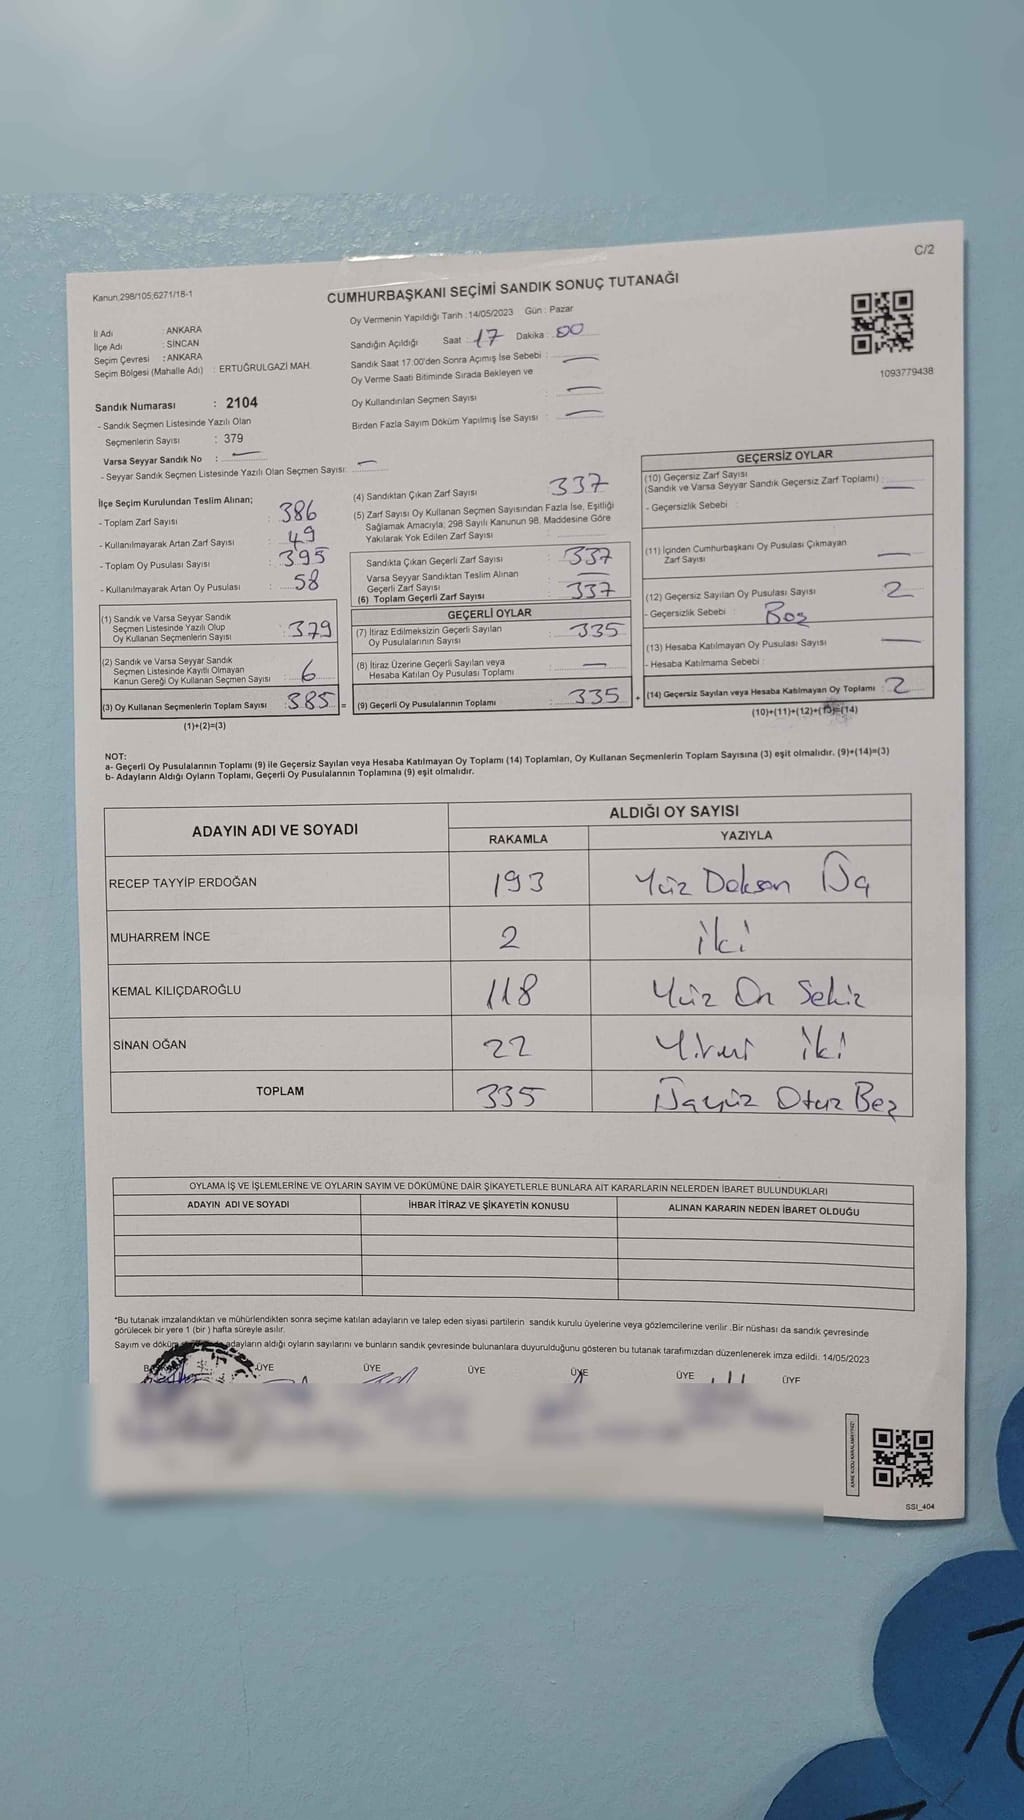 C/2
Kanun,298/105;6271/18-1
CUMHURBAŞKANI SEÇİMİ SANDIK SONUÇ TUTANAĞI
Oy Vermenin Yapıldığı Tarih :14/05/2023 Gün : Pazar
İl Adı : ANKARA
İlçe Adı : SİNCAN
Seçim Çevresi : ANKARA
Seçim Bölgesi (Mahalle Adı) : ERTUĞRULGAZİ MAH.
Sandık Numarası : 2104
- Sandık Seçmen Listesinde Yazılı Olan
Seçmenlerin Sayısı : 379
Varsa Seyyar Sandık No : —
- Seyyar Sandık Seçmen Listesinde Yazılı Olan Seçmen Sayısı: —
Sandığın Açıldığı Saat : 17 Dakika : 00
Sandık Saat 17.00'den Sonra Açımış İse Sebebi : —
Oy Verme Saati Bitiminde Sırada Bekleyen ve
Oy Kullandırılan Seçmen Sayısı : —
Birden Fazla Sayım Döküm Yapılmış İse Sayısı : —
1093779438
İlçe Seçim Kurulundan Teslim Alınan;
- Toplam Zarf Sayısı : 386
- Kullanılmayarak Artan Zarf Sayısı : 49
- Toplam Oy Pusulası Sayısı : 395
- Kullanılmayarak Artan Oy Pusulası : 58
(1) Sandık ve Varsa Seyyar Sandık
Seçmen Listesinde Yazılı Olup
Oy Kullanan Seçmenlerin Sayısı : 379
(2) Sandık ve Varsa Seyyar Sandık
Seçmen Listesinde Kayıtlı Olmayan
Kanun Gereği Oy Kullanan Seçmen Sayısı : 6
(3) Oy Kullanan Seçmenlerin Toplam Sayısı : 385 =
(1)+(2)=(3)
(4) Sandıktan Çıkan Zarf Sayısı : 337
(5) Zarf Sayısı Oy Kullanan Seçmen Sayısından Fazla İse, Eşitliği
Sağlamak Amacıyla; 298 Sayılı Kanunun 98. Maddesine Göre
Yakılarak Yok Edilen Zarf Sayısı :
Sandıkta Çıkan Geçerli Zarf Sayısı : 337
Varsa Seyyar Sandıktan Teslim Alınan
Geçerli Zarf Sayısı : —
(6) Toplam Geçerli Zarf Sayısı : 337
GEÇERLİ OYLAR
(7) İtiraz Edilmeksizin Geçerli Sayılan
Oy Pusulalarının Sayısı : 335
(8) İtiraz Üzerine Geçerli Sayılan veya
Hesaba Katılan Oy Pusulası Toplamı : —
(9) Geçerli Oy Pusulalarının Toplamı : 335 +
GEÇERSİZ OYLAR
(10) Geçersiz Zarf Sayısı
(Sandık ve Varsa Seyyar Sandık Geçersiz Zarf Toplamı) : —
- Geçersizlik Sebebi :
(11) İçinden Cumhurbaşkanı Oy Pusulası Çıkmayan
Zarf Sayısı : —
(12) Geçersiz Sayılan Oy Pusulası Sayısı : 2
- Geçersizlik Sebebi : Boş
(13) Hesaba Katılmayan Oy Pusulası Sayısı : —
- Hesaba Katılmama Sebebi :
(14) Geçersiz Sayılan veya Hesaba Katılmayan Oy Toplamı : 2
(10)+(11)+(12)+(13)=(14)
NOT:
a- Geçerli Oy Pusulalarının Toplamı (9) ile Geçersiz Sayılan veya Hesaba Katılmayan Oy Toplamı (14) Toplamları, Oy Kullanan Seçmenlerin Toplam Sayısına (3) eşit olmalıdır. (9)+(14)=(3)
b- Adayların Aldığı Oyların Toplamı, Geçerli Oy Pusulalarının Toplamına (9) eşit olmalıdır.
ADAYIN ADI VE SOYADI ALDIĞI OY SAYISI
RAKAMLA YAZIYLA
RECEP TAYYİP ERDOĞAN 193 Yüz Doksan Üç
MUHARREM İNCE 2 iki
KEMAL KILIÇDAROĞLU 118 Yüz On Sekiz
SİNAN OĞAN 22 Yirmi iki
TOPLAM 335 Üçyüz Otuz Beş
OYLAMA İŞ VE İŞLEMLERİNE VE OYLARIN SAYIM VE DÖKÜMÜNE DAİR ŞİKAYETLERLE BUNLARA AİT KARARLARIN NELERDEN İBARET BULUNDUKLARI
ADAYIN ADI VE SOYADI İHBAR İTİRAZ VE ŞİKAYETİN KONUSU ALINAN KARARIN NEDEN İBARET OLDUĞU
*Bu tutanak imzalandıktan ve mühürlendikten sonra seçime katılan adayların ve talep eden siyasi partilerin sandık kurulu üyelerine veya gözlemcilerine verilir .Bir nüshası da sandık çevresinde
görülecek bir yere 1 (bir ) hafta süreyle asılır.
Sayım ve döküm adayların aldığı oyların sayılarını ve bunların sandık çevresinde bulunanlara duyurulduğunu gösteren bu tutanak tarafımızdan düzenlenerek imza edildi. 14/05/2023
ÜYE ÜYE ÜYE ÜYE ÜYE ÜYE
KARE KODU KARALAMAYINIZ!
SSI_404